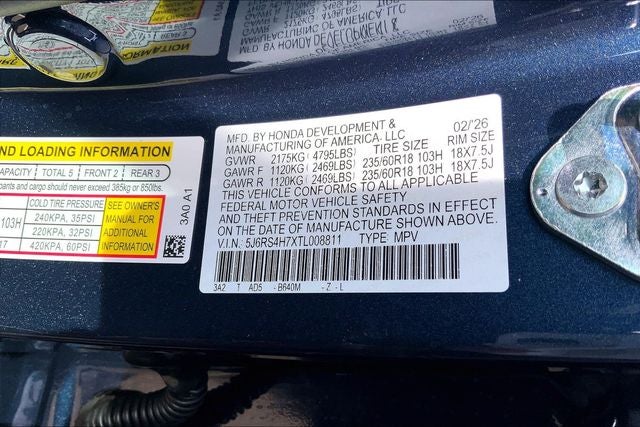 ND LOADING INFORMATION
CAPACITY TOTAL 5 FRONT 2 REAR 3
pants and cargo should never exceed 385kg or 850lbs.
COLD TIRE PRESSURE
SEE OWNER'S MANUAL FOR ADDITIONAL INFORMATION
103H 240KPA, 35PSI
220KPA, 32PSI
17 420KPA, 60PSI
3A0 A1
MFD. BY HONDA DEVELOPMENT & 02/26
MANUFACTURING OF AMERICA, LLC
GVWR 2175KG(4795LBS) TIRE SIZE RIM SIZE
GAWR F 1120KG(2469LBS) 235/60R18 103H 18X7.5J
GAWR R 1120KG(2469LBS) 235/60R18 103H 18X7.5J
THIS VEHICLE CONFORMS TO ALL APPLICABLE
FEDERAL MOTOR VEHICLE SAFETY
AND THEFT PREVENTION STANDARDS IN EFFECT
ON THE DATE OF MANUFACTURE SHOWN ABOVE.
V.I.N.: 5J6RS4H7XTL008811 TYPE: MPV
3A2 T AD5 - B640M - Z - L